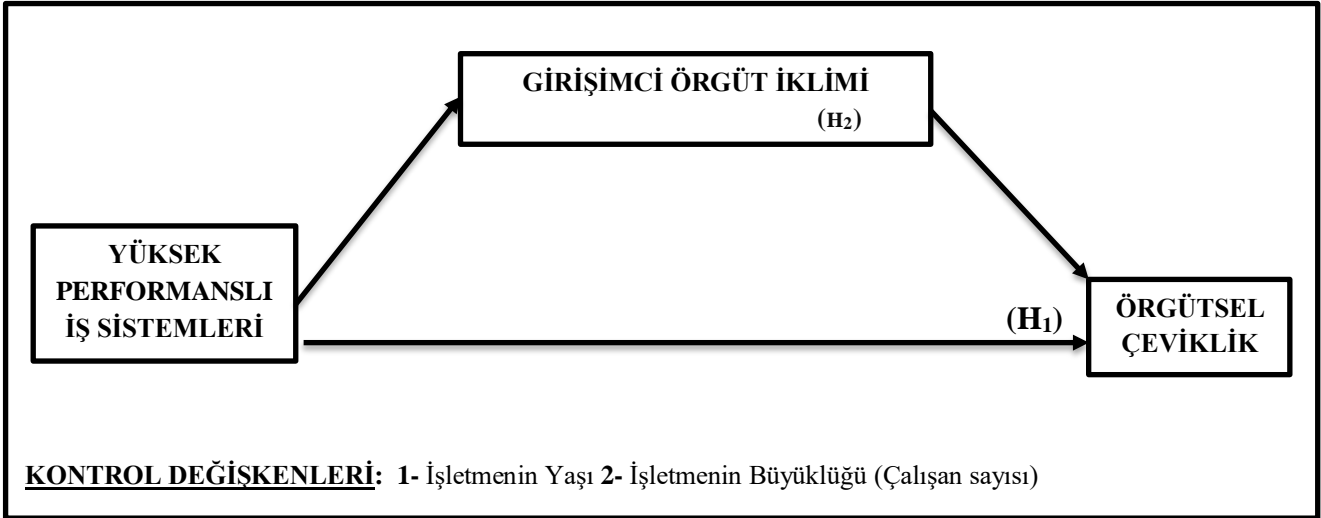 GİRİŞİMCİ ÖRGÜT İKLİMİ
(H₂)
YÜKSEK
PERFORMANSLI
İŞ SİSTEMLERİ
(H₁)
ÖRGÜTSEL
ÇEVİKLİK
KONTROL DEĞİŞKENLERİ: 1- İşletmenin Yaşı 2- İşletmenin Büyüklüğü (Çalışan sayısı)